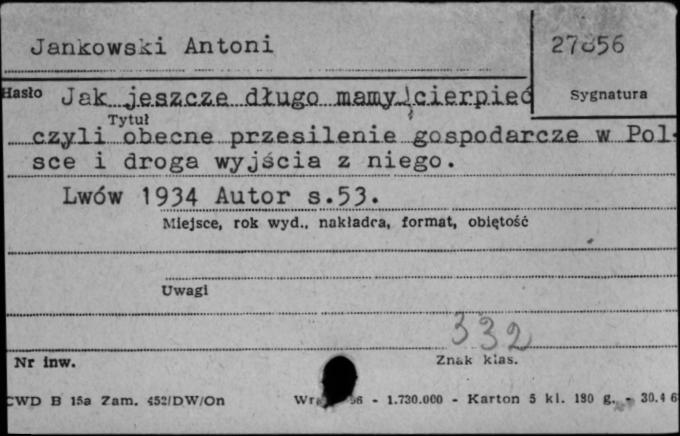 Jankowski Antoni
27856
Hasło Jak jeszcze długo mamy cierpieć
Sygnatura
Tytuł
czyli obecne przesilenie gospodarcze w Pol-
sce i droga wyjścia z niego.
Lwów 1934 Autor s.53.
Miejsce, rok wyd., nakładca, format, objętość
Uwagi
332
Nr inw.
Znak klas.
CWD B 15a Zam. 452/DW/On
56 - 1.730.000 - Karton 5 kl. 180 g. - 30.4 6